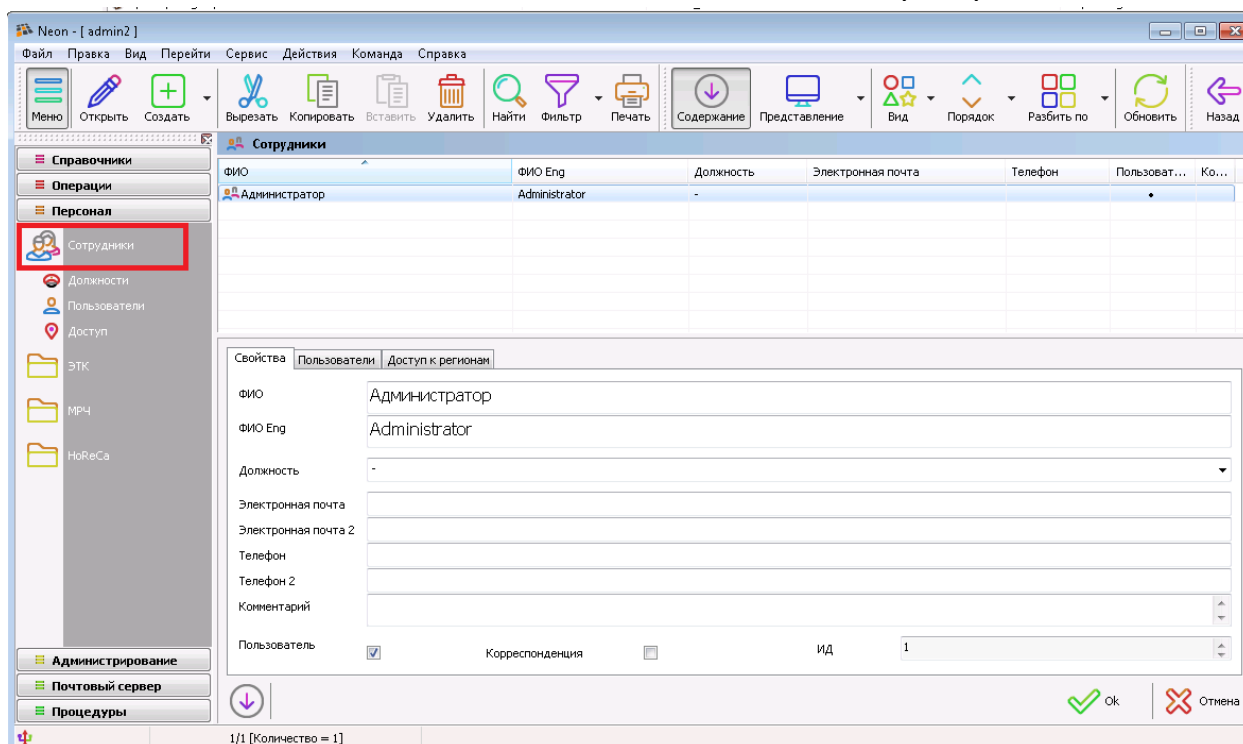 Neon - [ admin2 ]
Файл Правка Вид Перейти Сервис Действия Команда Справка
Меню Открыть Создать Вырезать Копировать Вставить Удалить Найти Фильтр Печать Содержание Представление Вид Порядок Разбить по Обновить Назад
Справочники
Операции
Персонал
Сотрудники
Должности
Пользователи
Доступ
ЭТК
МРЧ
HoReCa
Администрирование
Почтовый сервер
Процедуры
Сотрудники
ФИО ФИО Eng Должность Электронная почта Телефон Пользоват... Ко...
Администратор Administrator - •
Свойства Пользователи Доступ к регионам
ФИО Администратор
ФИО Eng Administrator
Должность -
Электронная почта
Электронная почта 2
Телефон
Телефон 2
Комментарий
Пользователь Корреспонденция ИД 1
Ok Отмена
1/1 [Количество = 1]